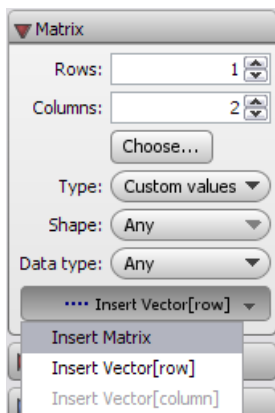 Matrix
Rows: 1
Columns: 2
Choose...
Type: Custom values
Shape: Any
Data type: Any
Insert Vector[row]
Insert Matrix
Insert Vector[row]
Insert Vector[column]